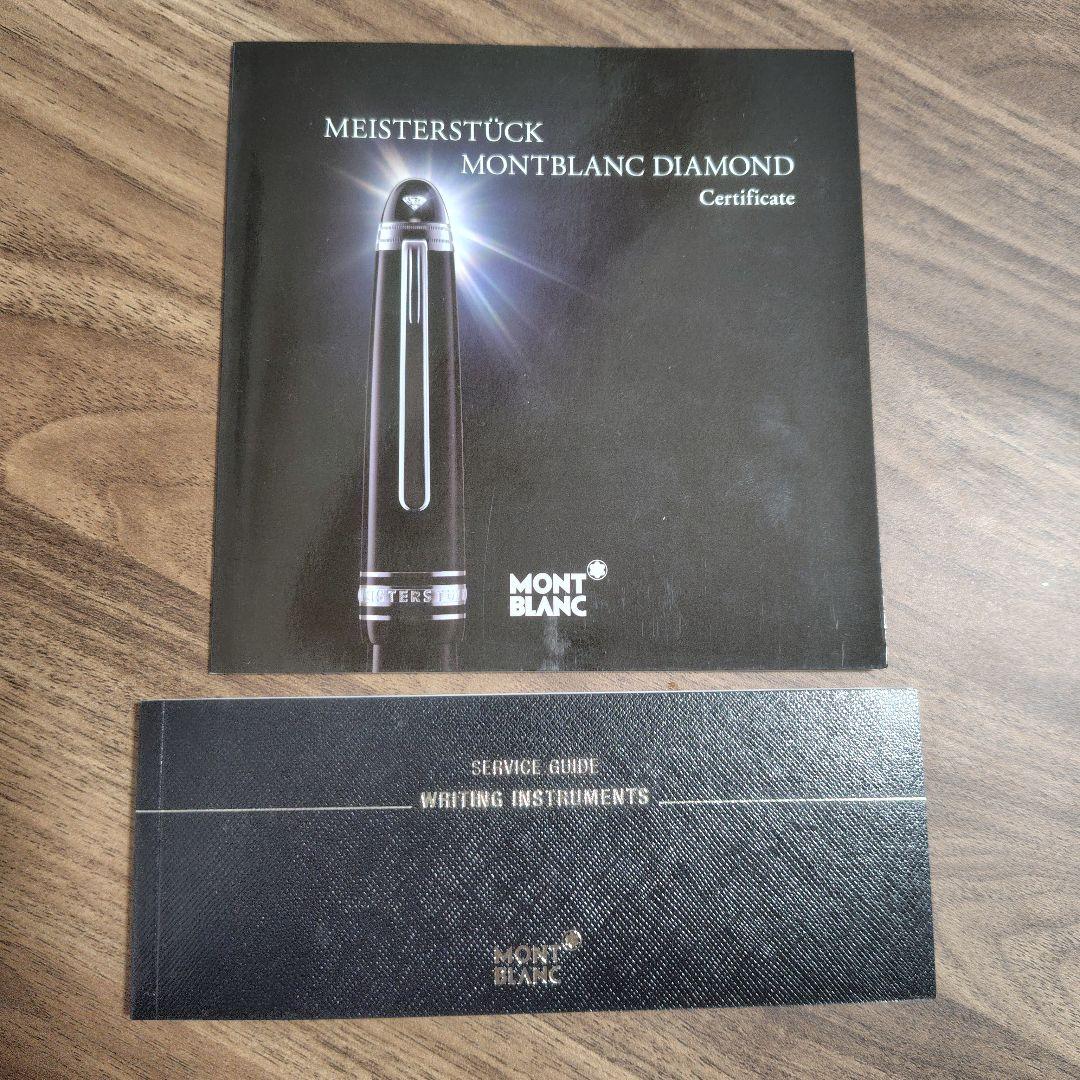 MEISTERSTÜCK
MONTBLANC DIAMOND
Certificate
MONT
BLANC
SERVICE GUIDE
WRITING INSTRUMENTS
MONT
BLANC